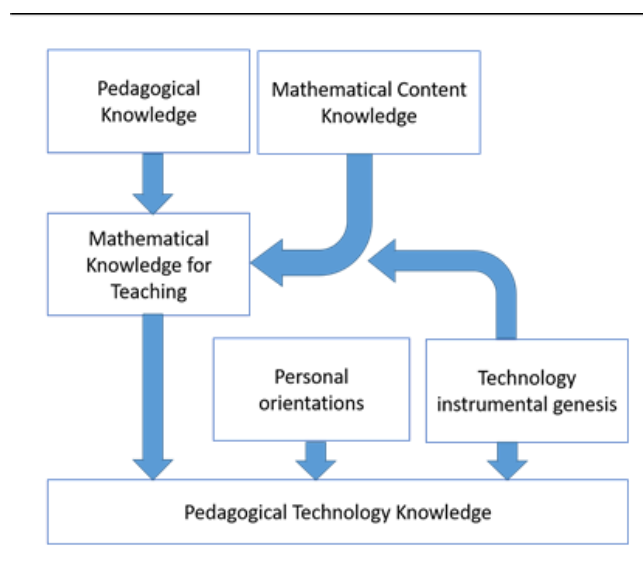 Pedagogical
Knowledge
Mathematical Content
Knowledge
Mathematical
Knowledge for
Teaching
Personal
orientations
Technology
instrumental genesis
Pedagogical Technology Knowledge